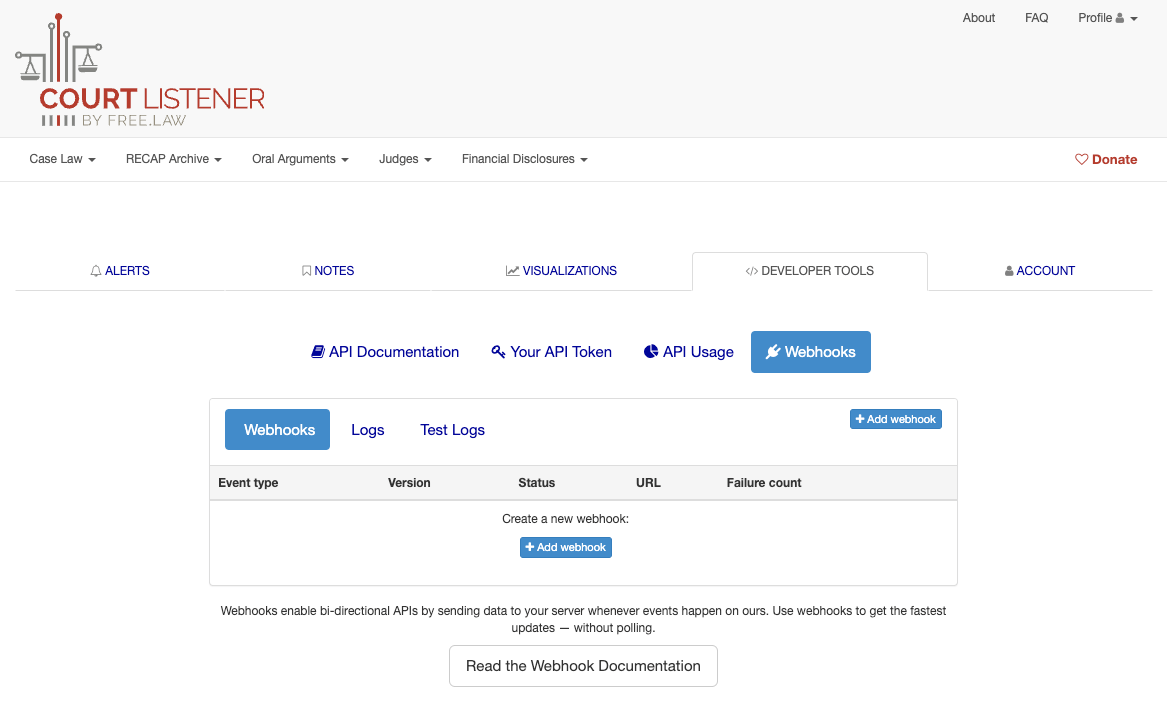 About FAQ Profile
COURT LISTENER
BY FREE.LAW
Case Law RECAP Archive Oral Arguments Judges Financial Disclosures Donate
ALERTS NOTES VISUALIZATIONS </> DEVELOPER TOOLS ACCOUNT
API Documentation Your API Token API Usage Webhooks
Webhooks Logs Test Logs + Add webhook
Event type Version Status URL Failure count
Create a new webhook:
+ Add webhook
Webhooks enable bi-directional APIs by sending data to your server whenever events happen on ours. Use webhooks to get the fastest
updates — without polling.
Read the Webhook Documentation